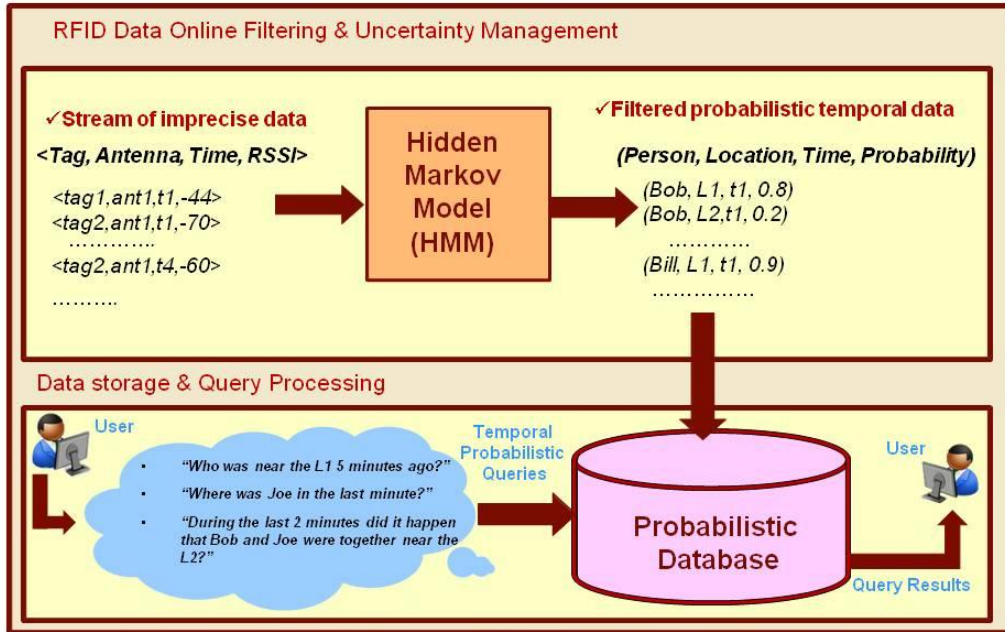 RFID Data Online Filtering & Uncertainty Management
✓Stream of imprecise data
<Tag, Antenna, Time, RSSI>
<tag1,ant1,t1,-44>
<tag2,ant1,t1,-70>
………….
<tag2,ant1,t4,-60>
……….
Hidden
Markov
Model
(HMM)
✓Filtered probabilistic temporal data
(Person, Location, Time, Probability)
(Bob, L1, t1, 0.8)
(Bob, L2,t1, 0.2)
…………
(Bill, L1, t1, 0.9)
……………
Data storage & Query Processing
User
• “Who was near the L1 5 minutes ago?”
• “Where was Joe in the last minute?”
• “During the last 2 minutes did it happen
that Bob and Joe were together near the
L2?”
Temporal
Probabilistic
Queries
Probabilistic
Database
User
Query Results